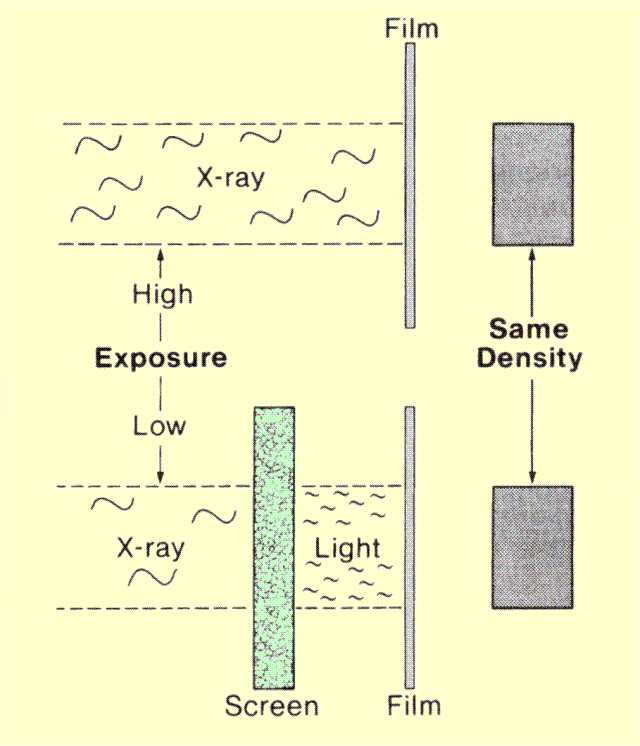 Film
X-ray
High
Exposure
Low
Same
Density
X-ray
Light
Screen
Film